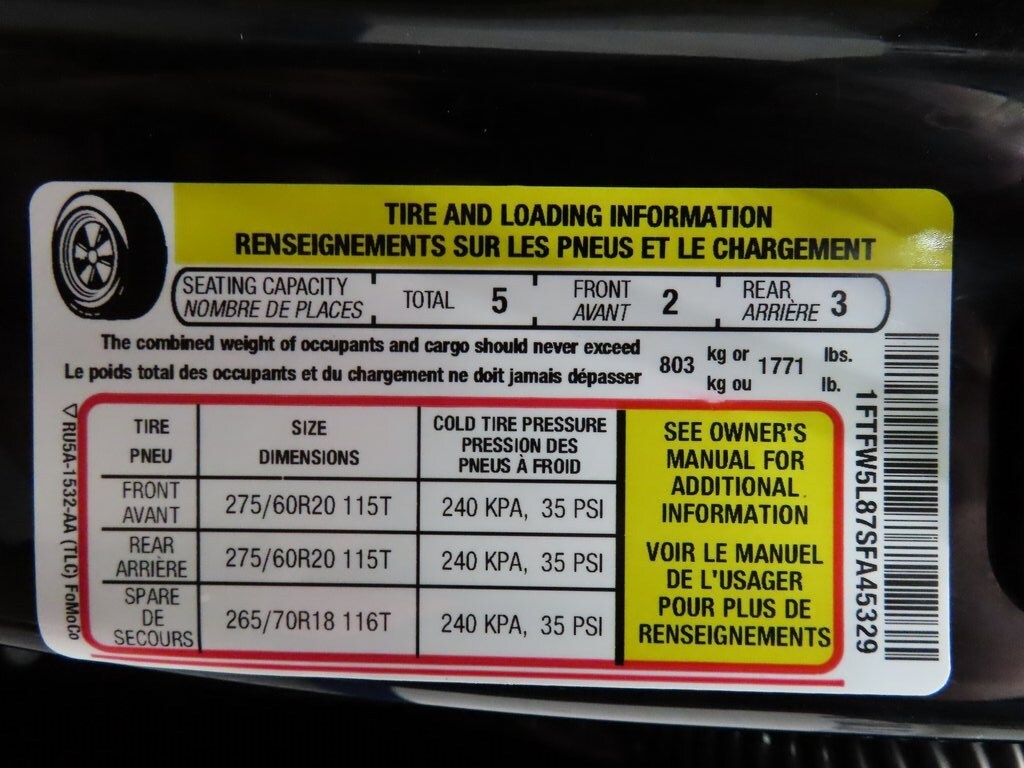 TIRE AND LOADING INFORMATION
RENSEIGNEMENTS SUR LES PNEUS ET LE CHARGEMENT
SEATING CAPACITY
NOMBRE DE PLACES
TOTAL 5
FRONT
AVANT 2
REAR
ARRIÈRE 3
The combined weight of occupants and cargo should never exceed
Le poids total des occupants et du chargement ne doit jamais dépasser
803 kg or 1771 lbs.
kg ou lb.
TIRE
PNEU
SIZE
DIMENSIONS
COLD TIRE PRESSURE
PRESSION DES
PNEUS À FROID
FRONT
AVANT
275/60R20 115T
240 KPA, 35 PSI
REAR
ARRIÈRE
275/60R20 115T
240 KPA, 35 PSI
SPARE
DE
SECOURS
265/70R18 116T
240 KPA, 35 PSI
SEE OWNER'S
MANUAL FOR
ADDITIONAL
INFORMATION
VOIR LE MANUEL
DE L'USAGER
POUR PLUS DE
RENSEIGNEMENTS
1FTFW5L87SFA45329
▽RU5A-1532-AA (TLC) FoMoCo